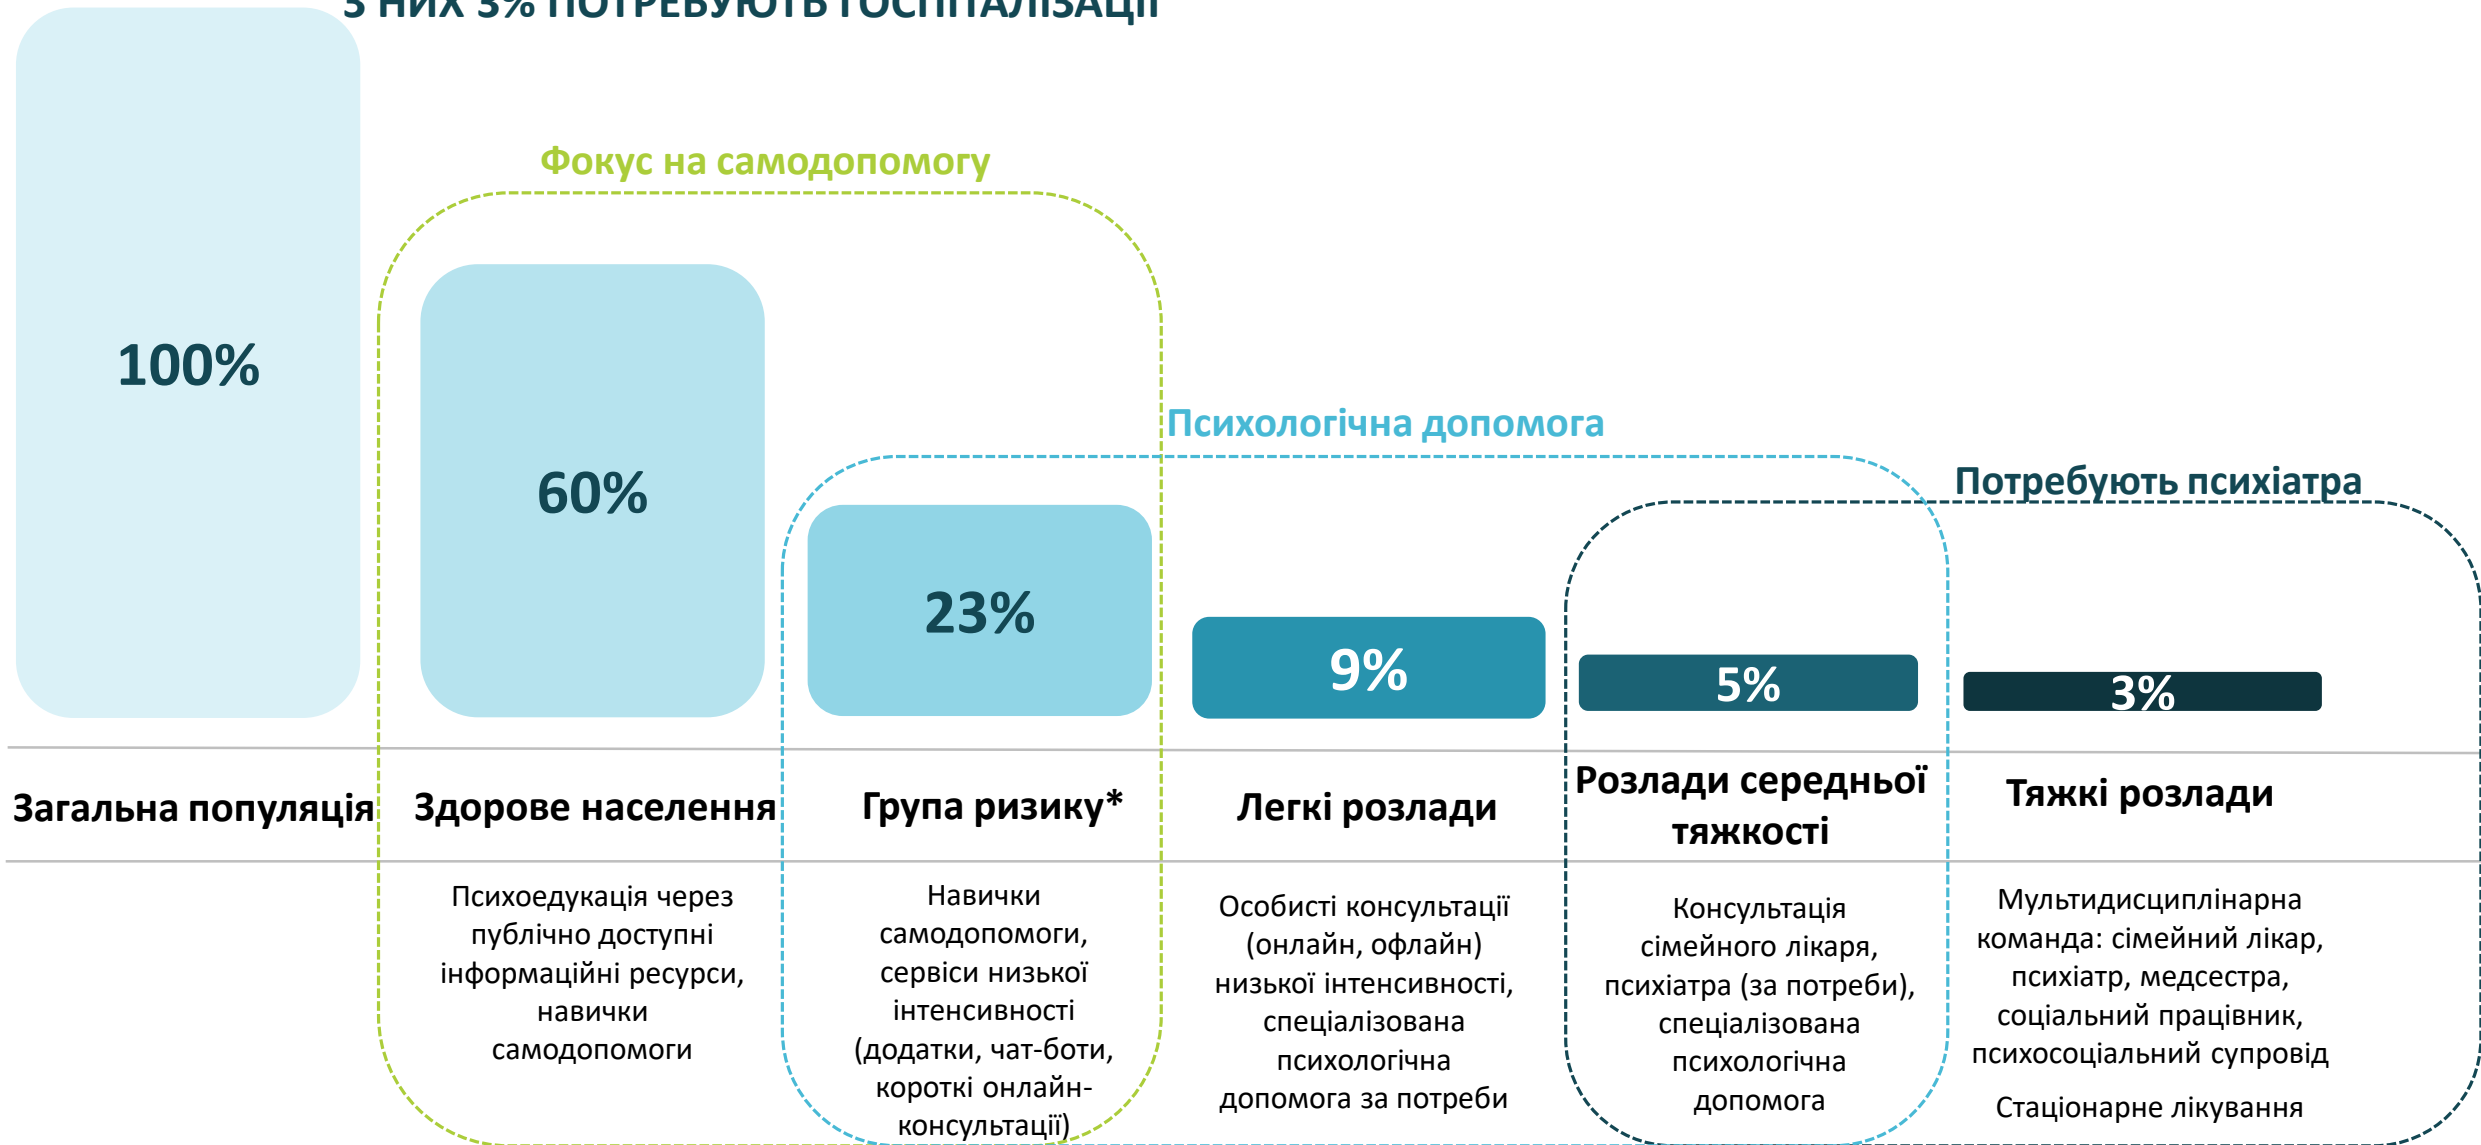 З НИХ 3% ПОТРЕБУЮТЬ ГОСПІТАЛІЗАЦІЇ
Фокус на самодопомогу
Психологічна допомога
Потребують психіатра
100%
60%
23%
9%
5%
3%
Загальна популяція
Здорове населення
Група ризику*
Легкі розлади
Розлади середньої
тяжкості
Тяжкі розлади
Психоедукація через
публічно доступні
інформаційні ресурси,
навички
самодопомоги
Навички
самодопомоги,
сервіси низької
інтенсивності
(додатки, чат-боти,
короткі онлайн-
консультації)
Особисті консультації
(онлайн, офлайн)
низької інтенсивності,
спеціалізована
психологічна
допомога за потреби
Консультація
сімейного лікаря,
психіатра (за потреби),
спеціалізована
психологічна
допомога
Мультидисциплінарна
команда: сімейний лікар,
психіатр, медсестра,
соціальний працівник,
психосоціальний супровід
Стаціонарне лікування